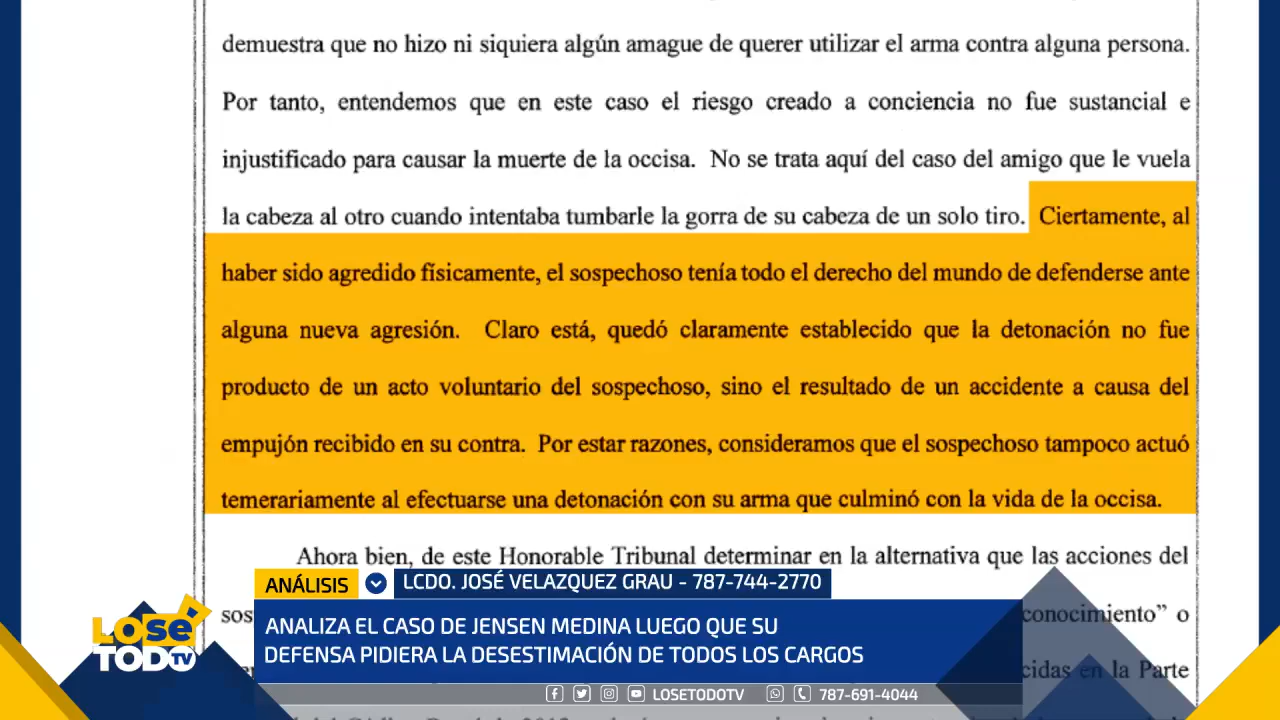 demuestra que no hizo ni siquiera algún amague de querer utilizar el arma contra alguna persona.
Por tanto, entendemos que en este caso el riesgo creado a conciencia no fue sustancial e
injustificado para causar la muerte de la occisa. No se trata aquí del caso del amigo que le vuela
la cabeza al otro cuando intentaba tumbarle la gorra de su cabeza de un solo tiro. Ciertamente, al
haber sido agredido físicamente, el sospechoso tenía todo el derecho del mundo de defenderse ante
alguna nueva agresión. Claro está, quedó claramente establecido que la detonación no fue
producto de un acto voluntario del sospechoso, sino el resultado de un accidente a causa del
empujón recibido en su contra. Por estar razones, consideramos que el sospechoso tampoco actuó
temerariamente al efectuarse una detonación con su arma que culminó con la vida de la occisa.
Ahora bien, de este Honorable Tribunal determinar en la alternativa que las acciones del
conocimiento” o
en la Parte
ANÁLISIS
LCDO. JOSÉ VELAZQUEZ GRAU - 787-744-2770
ANALIZA EL CASO DE JENSEN MEDINA LUEGO QUE SU
DEFENSA PIDIERA LA DESESTIMACIÓN DE TODOS LOS CARGOS
LOSETODOTV
787-691-4044
LOSé
TODO TV